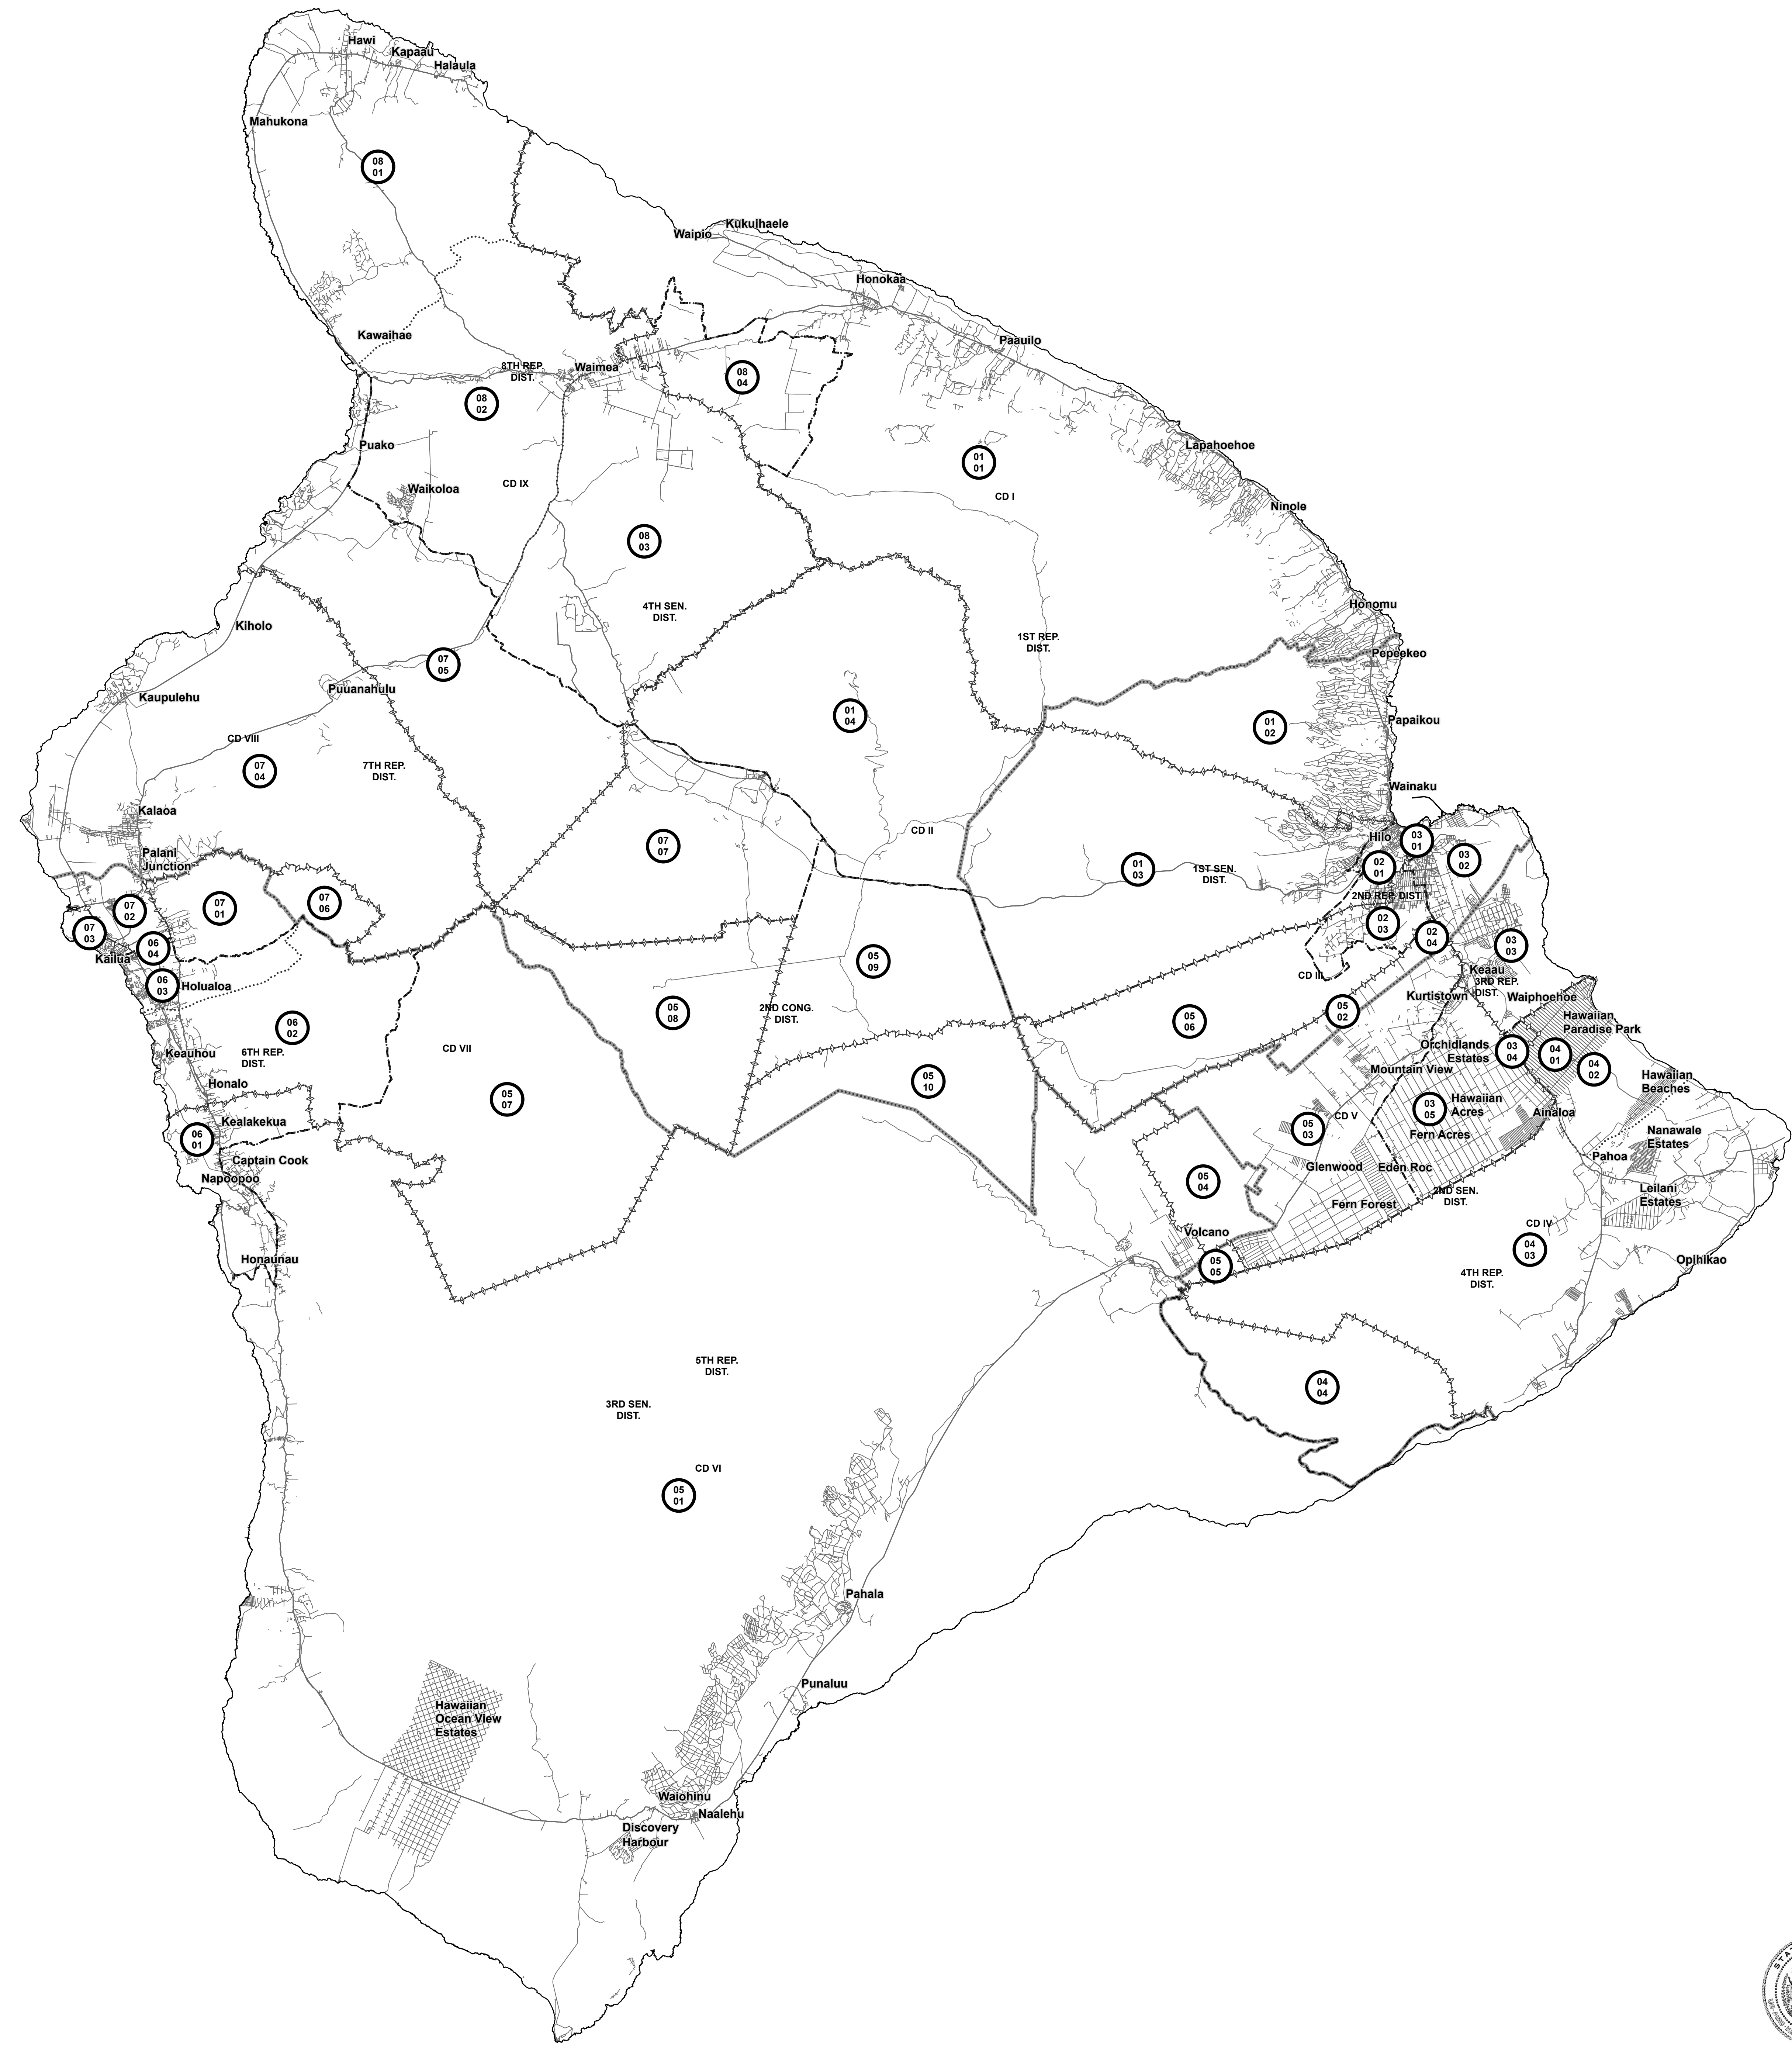 Hawi
Kapaau
Halaula
Mahukona
08
01
Kukuihaele
Waipio
Honokaa
Kawaihae
Paauilo
8TH REP.
DIST.
Waimea
08
04
08
02
Puako
Lapahoehoe
01
01
CD IX
Waikoloa
CD I
Ninole
08
03
Honomu
4TH SEN.
DIST.
Kiholo
1ST REP.
DIST.
Pepeekeo
07
05
Puuanahulu
Kaupulehu
01
04
Papaikou
01
02
CD VIII
07
04
7TH REP.
DIST.
Wainaku
Kalaoa
CD II
Hilo
03
01
07
07
Palani
Junction
03
02
01
03
1ST SEN.
DIST.
02
01
2ND REP. DIST.
07
06
07
01
07
02
02
03
07
03
02
04
03
03
06
04
Kailua
05
09
CD III
Keaau
3RD REP.
DIST.
06
03
Holualoa
Kurtistown
Waiphoehoe
05
08
2ND CONG.
DIST.
05
02
05
06
Hawaiian
Paradise Park
06
02
Keauhou
6TH REP.
DIST.
CD VII
Orchidlands
Estates
03
04
04
01
04
02
Mountain View
Hawaiian
Beaches
Honalo
05
10
05
07
03
05
Hawaiian
Acres
Ainaloa
CD V
05
03
Kealakekua
06
01
Fern Acres
Nanawale
Estates
Pahoa
Captain Cook
Napoopoo
Glenwood
Eden Roc
05
04
2ND SEN.
DIST.
Leilani
Estates
Fern Forest
CD IV
Volcano
04
03
Honaunau
05
05
Opihikao
4TH REP.
DIST.
5TH REP.
DIST.
04
04
3RD SEN.
DIST.
CD VI
05
01
Pahala
Punaluu
Hawaiian
Ocean View
Estates
Waiohinu
Naalehu
Discovery
Harbour